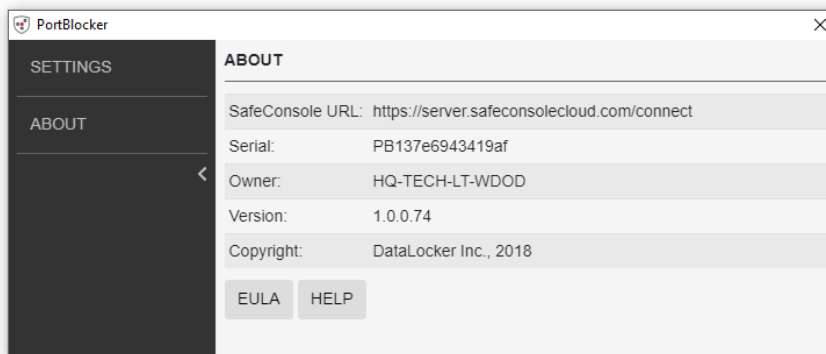 PortBlocker
SETTINGS
ABOUT
ABOUT
SafeConsole URL: https://server.safeconsolecloud.com/connect
Serial: PB137e6943419af
Owner: HQ-TECH-LT-WDOD
Version: 1.0.0.74
Copyright: DataLocker Inc., 2018
EULA HELP